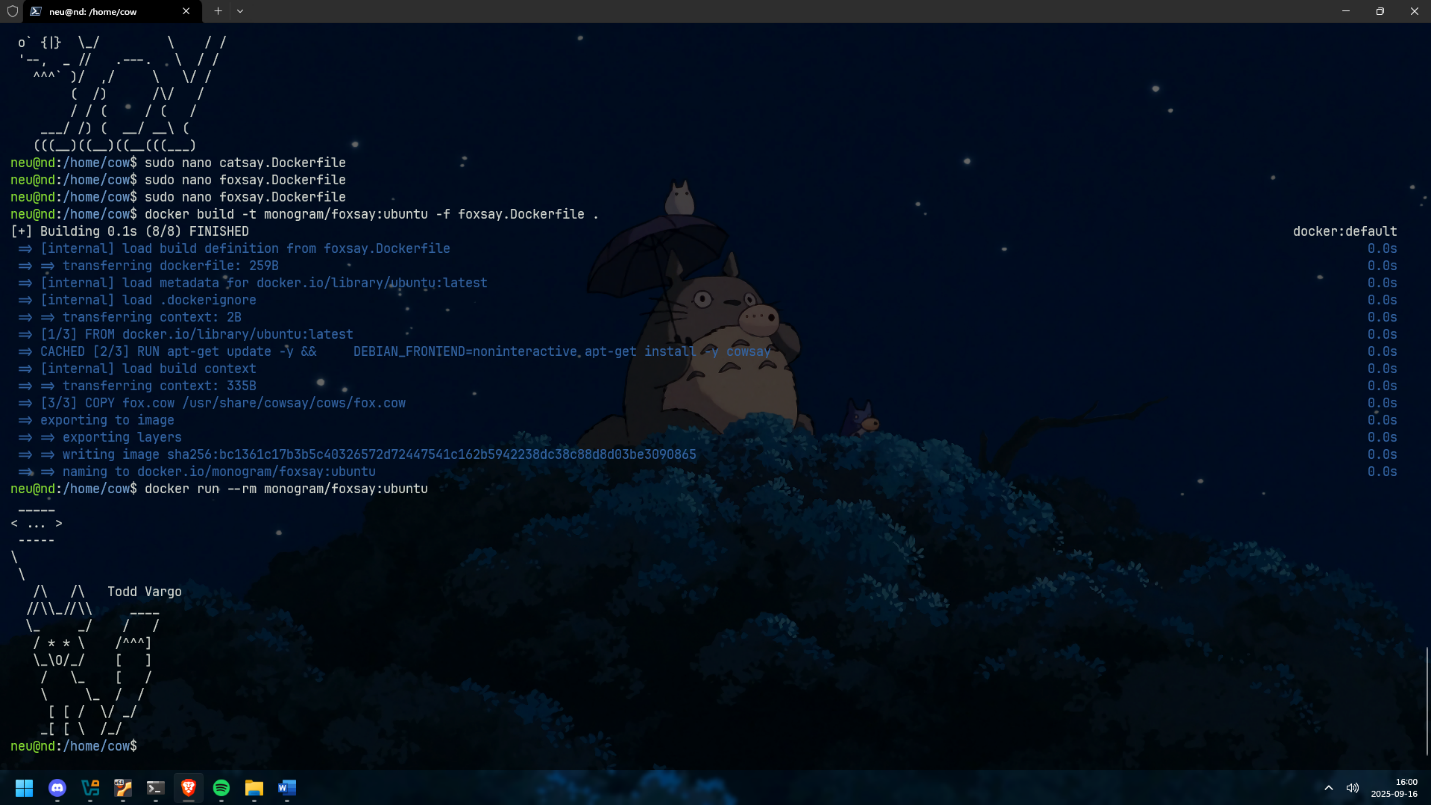 neu@nd: /home/cow
 o` {|}  \_/         \    / /
 '--,  _ //   .---.   \  / /
   ^^^` )/  ,/     \   \/ /
        (  /)      /\/   /
        / / (     / (   /
    ___/ /) (  __/ __\ (
   (((__)((__)((__(((___)
neu@nd:/home/cow$ sudo nano catsay.Dockerfile
neu@nd:/home/cow$ sudo nano foxsay.Dockerfile
neu@nd:/home/cow$ sudo nano foxsay.Dockerfile
neu@nd:/home/cow$ docker build -t monogram/foxsay:ubuntu -f foxsay.Dockerfile .
[+] Building 0.1s (8/8) FINISHED docker:default
=> [internal] load build definition from foxsay.Dockerfile 0.0s
=> => transferring dockerfile: 259B 0.0s
=> [internal] load metadata for docker.io/library/ubuntu:latest 0.0s
=> [internal] load .dockerignore 0.0s
=> => transferring context: 2B 0.0s
=> [1/3] FROM docker.io/library/ubuntu:latest 0.0s
=> CACHED [2/3] RUN apt-get update -y &&     DEBIAN_FRONTEND=noninteractive apt-get install -y cowsay 0.0s
=> [internal] load build context 0.0s
=> => transferring context: 335B 0.0s
=> [3/3] COPY fox.cow /usr/share/cowsay/cows/fox.cow 0.0s
=> exporting to image 0.0s
=> => exporting layers 0.0s
=> => writing image sha256:bc1361c17b3b5c40326572d72447541c162b5942238dc38c88d8d03be3090865 0.0s
=> => naming to docker.io/monogram/foxsay:ubuntu 0.0s
neu@nd:/home/cow$ docker run --rm monogram/foxsay:ubuntu
 _____
< ... >
 -----
\
 \
   /\   /\   Todd Vargo
  //\\_//\\     ____
  \_     _/    /   /
   / * * \    /^^^]
   \_\O/_/    [   ]
    /   \_    [   /
    \     \_  /  /
     [ [ /  \/ _/
    _[ [ \  /_/
neu@nd:/home/cow$
16:00
2025-09-16